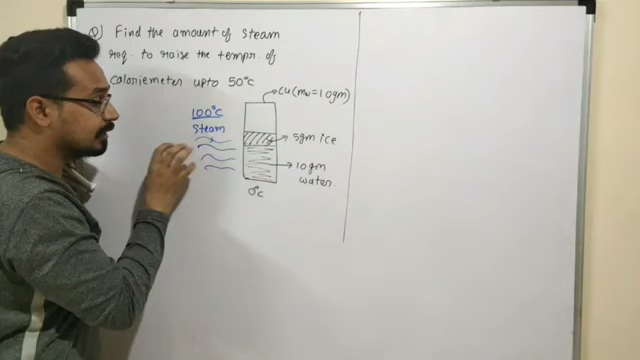 Q) Find the amount of steam
req. to raise the tempr. of
caloriemeter upto 50°C
Cu (mw=10gm)
100°C
steam
5gm ice
10gm
water.
0°C